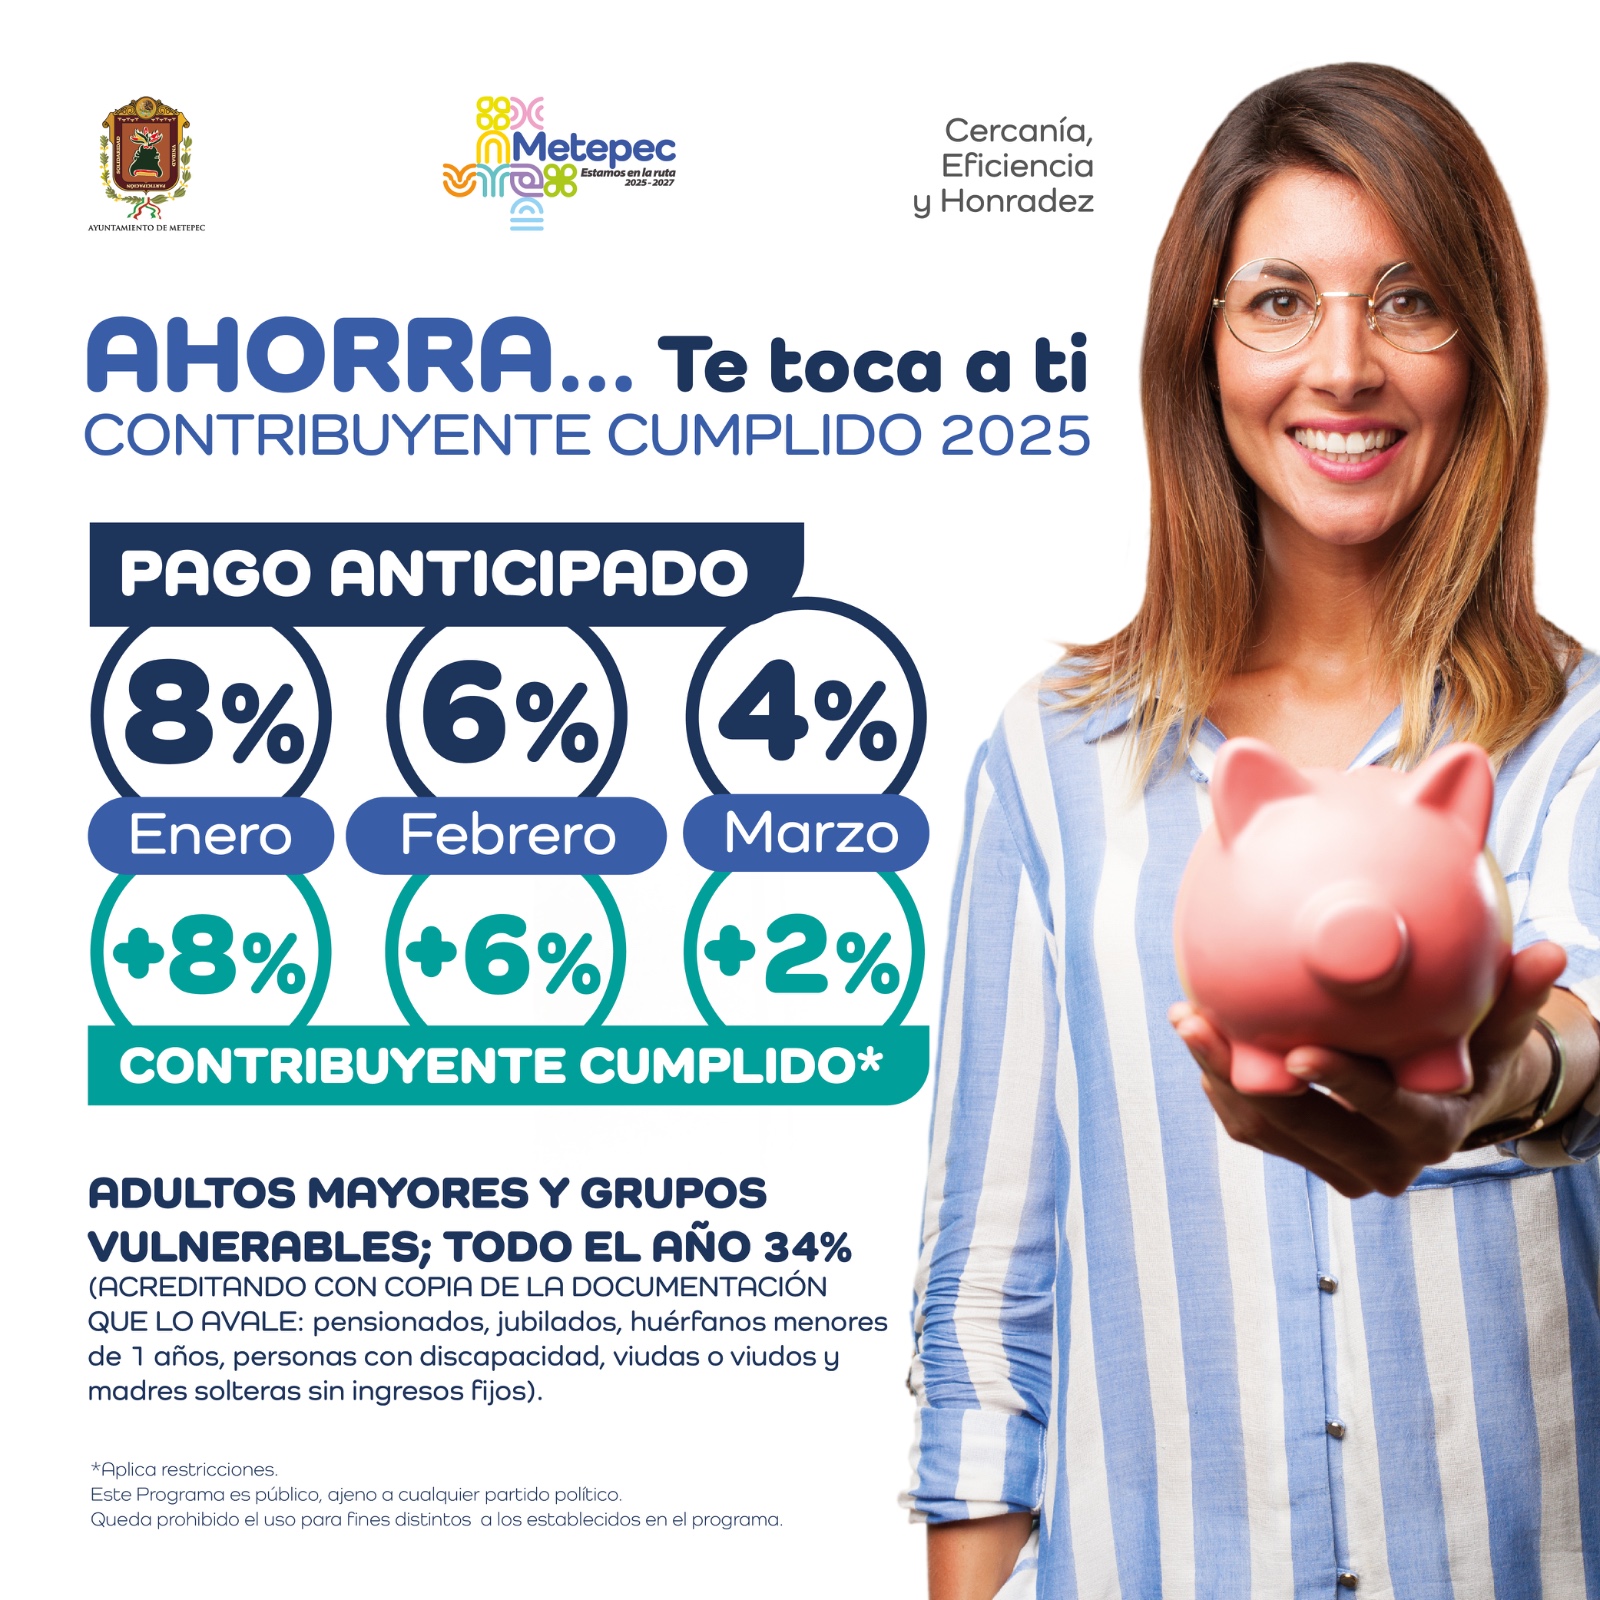 SOLIDARIDAD
UNIDAD
PARTICIPACIÓN
AYUNTAMIENTO DE METEPEC
Metepec
Estamos en la ruta
2025 - 2027
Cercanía,
Eficiencia
y Honradez
AHORRA... Te toca a ti
CONTRIBUYENTE CUMPLIDO 2025
PAGO ANTICIPADO
8% 6% 4%
Enero Febrero Marzo
+8% +6% +2%
CONTRIBUYENTE CUMPLIDO*
ADULTOS MAYORES Y GRUPOS
VULNERABLES; TODO EL AÑO 34%
(ACREDITANDO CON COPIA DE LA DOCUMENTACIÓN
QUE LO AVALE: pensionados, jubilados, huérfanos menores
de 1 años, personas con discapacidad, viudas o viudos y
madres solteras sin ingresos fijos).
*Aplica restricciones.
Este Programa es público, ajeno a cualquier partido político.
Queda prohibido el uso para fines distintos a los establecidos en el programa.